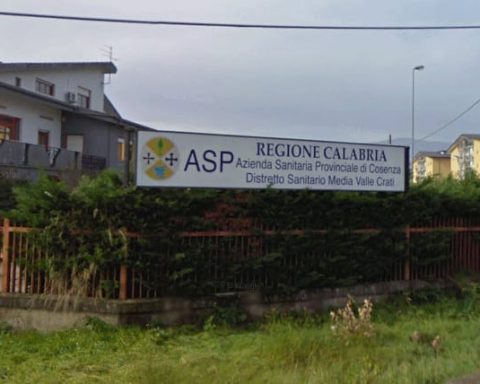 REGIONE CALABRIA
ASP Azienda Sanitaria Provinciale di Cosenza
Distretto Sanitario Media Valle Crati